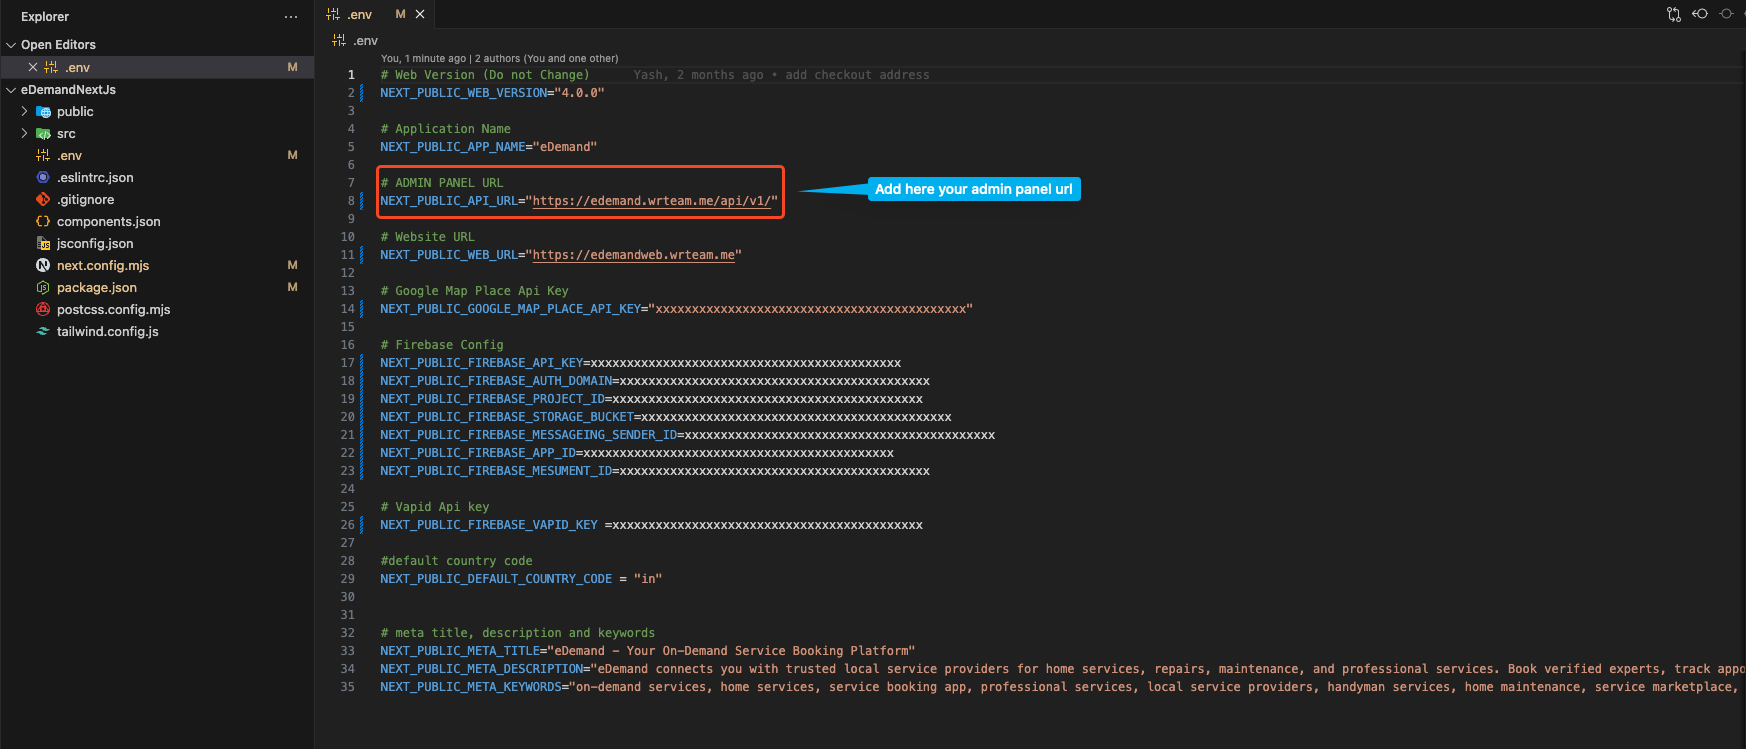 Explorer
···
Open Editors
.env
M
eDemandNextJs
public
src
.env
M
.eslintrc.json
.gitignore
components.json
jsconfig.json
next.config.mjs
M
package.json
M
postcss.config.mjs
tailwind.config.js
.env
M
.env
You, 1 minute ago | 2 authors (You and one other)
1 # Web Version (Do not Change) Yash, 2 months ago • add checkout address
2 NEXT_PUBLIC_WEB_VERSION="4.0.0"
3
4 # Application Name
5 NEXT_PUBLIC_APP_NAME="eDemand"
6
7 # ADMIN PANEL URL
Add here your admin panel url
8 NEXT_PUBLIC_API_URL="https://edemand.wrteam.me/api/v1/"
9
10 # Website URL
11 NEXT_PUBLIC_WEB_URL="https://edemandweb.wrteam.me"
12
13 # Google Map Place Api Key
14 NEXT_PUBLIC_GOOGLE_MAP_PLACE_API_KEY="xxxxxxxxxxxxxxxxxxxxxxxxxxxxxxxxxxxxxxxxxxx"
15
16 # Firebase Config
17 NEXT_PUBLIC_FIREBASE_API_KEY=xxxxxxxxxxxxxxxxxxxxxxxxxxxxxxxxxxxxxxxxxxx
18 NEXT_PUBLIC_FIREBASE_AUTH_DOMAIN=xxxxxxxxxxxxxxxxxxxxxxxxxxxxxxxxxxxxxxxxxxx
19 NEXT_PUBLIC_FIREBASE_PROJECT_ID=xxxxxxxxxxxxxxxxxxxxxxxxxxxxxxxxxxxxxxxxxxx
20 NEXT_PUBLIC_FIREBASE_STORAGE_BUCKET=xxxxxxxxxxxxxxxxxxxxxxxxxxxxxxxxxxxxxxxxxxx
21 NEXT_PUBLIC_FIREBASE_MESSAGEING_SENDER_ID=xxxxxxxxxxxxxxxxxxxxxxxxxxxxxxxxxxxxxxxxxxx
22 NEXT_PUBLIC_FIREBASE_APP_ID=xxxxxxxxxxxxxxxxxxxxxxxxxxxxxxxxxxxxxxxxxxx
23 NEXT_PUBLIC_FIREBASE_MESUMENT_ID=xxxxxxxxxxxxxxxxxxxxxxxxxxxxxxxxxxxxxxxxxxx
24
25 # Vapid Api key
26 NEXT_PUBLIC_FIREBASE_VAPID_KEY =xxxxxxxxxxxxxxxxxxxxxxxxxxxxxxxxxxxxxxxxxxx
27
28 #default country code
29 NEXT_PUBLIC_DEFAULT_COUNTRY_CODE = "in"
30
31
32 # meta title, description and keywords
33 NEXT_PUBLIC_META_TITLE="eDemand - Your On-Demand Service Booking Platform"
34 NEXT_PUBLIC_META_DESCRIPTION="eDemand connects you with trusted local service providers for home services, repairs, maintenance, and professional services. Book verified experts, track
35 NEXT_PUBLIC_META_KEYWORDS="on-demand services, home services, service booking app, professional services, local service providers, handyman services, home maintenance, service marketplace,